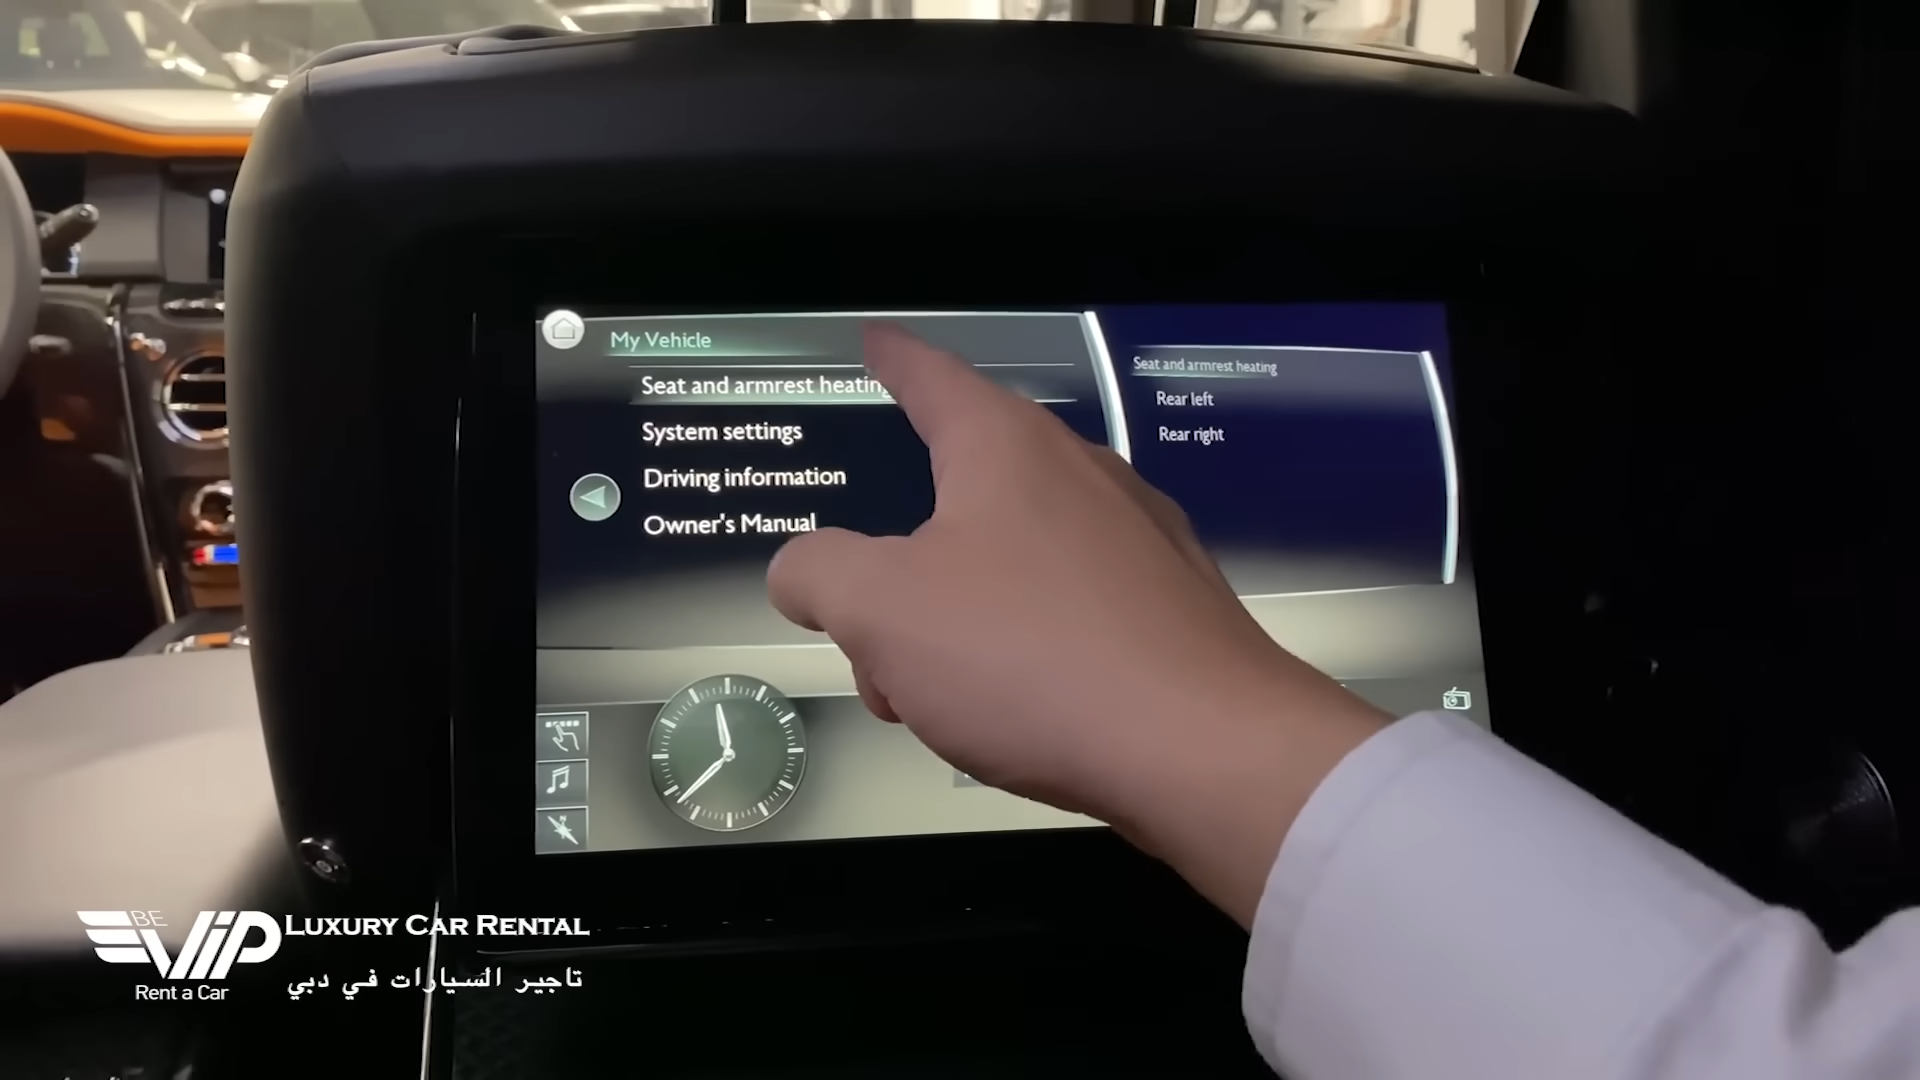 My Vehicle
Seat and armrest heating
System settings
Driving information
Owner's Manual
Seat and armrest heating
Rear left
Rear right
BE
VIP
Rent a Car
LUXURY CAR RENTAL
تاجير السيارات في دبي